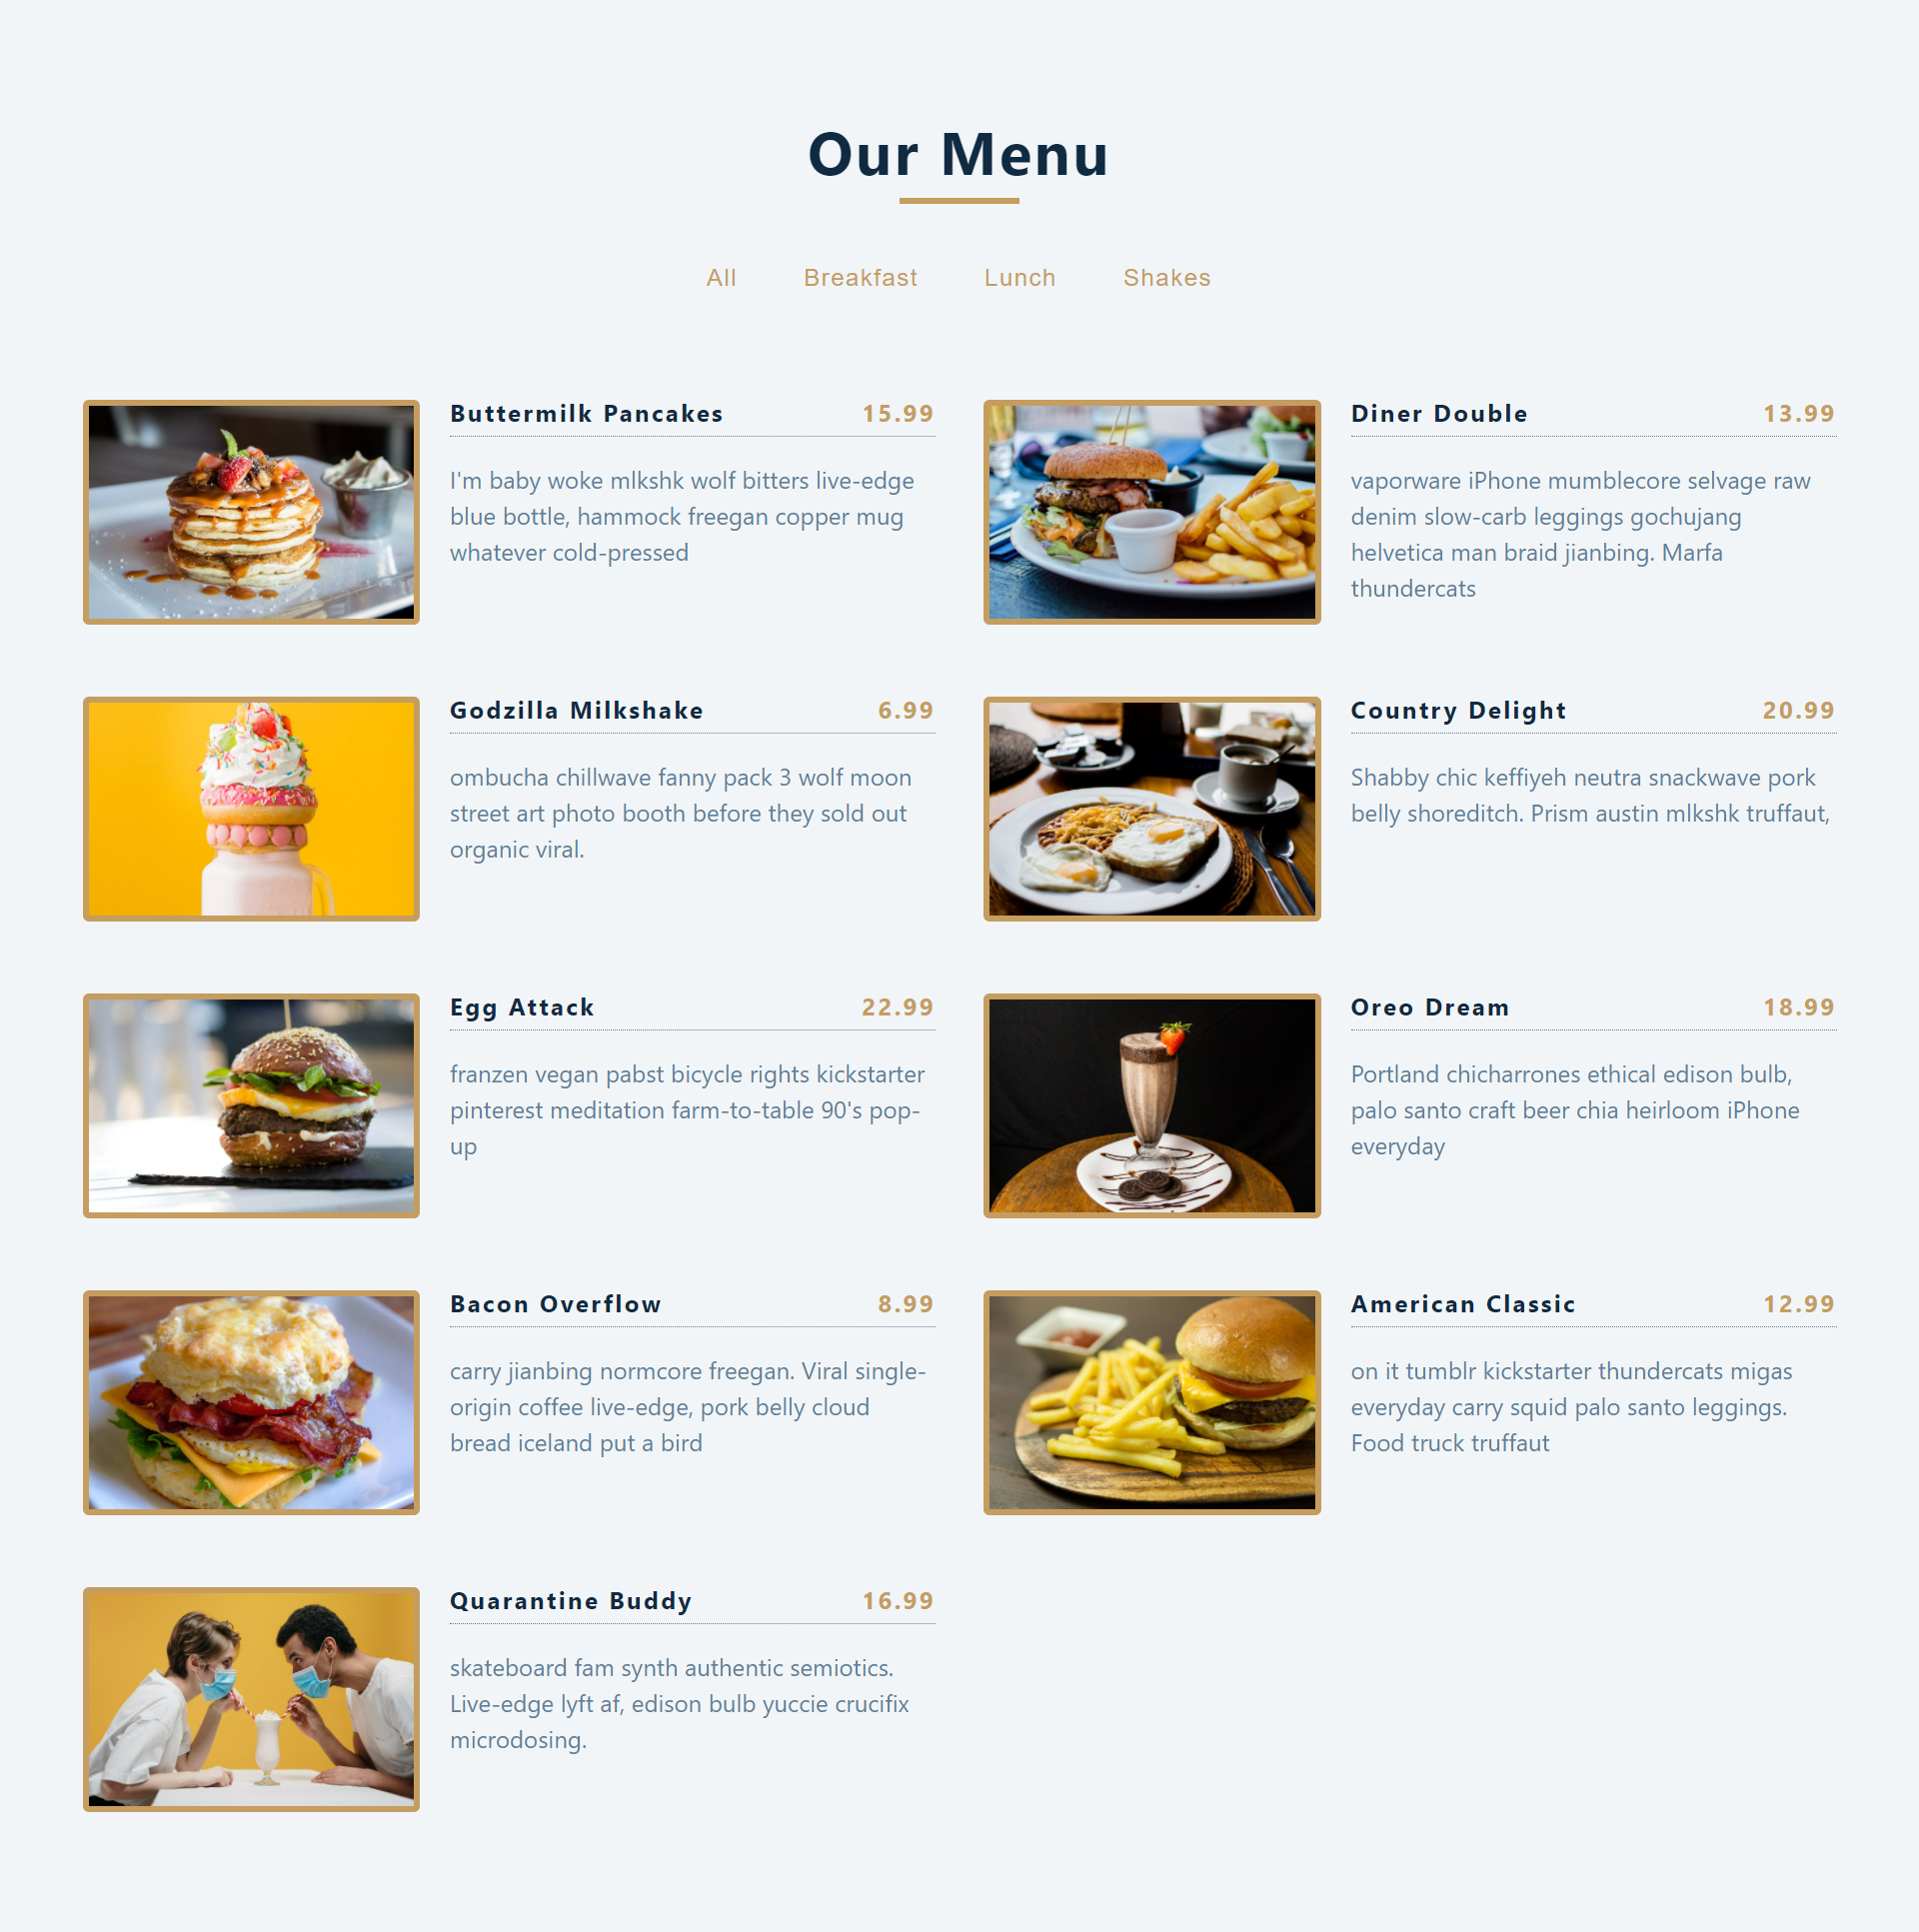 Our Menu
All Breakfast Lunch Shakes
Buttermilk Pancakes 15.99
I'm baby woke mlkshk wolf bitters live-edge
blue bottle, hammock freegan copper mug
whatever cold-pressed
Diner Double 13.99
vaporware iPhone mumblecore selvage raw
denim slow-carb leggings gochujang
helvetica man braid jianbing. Marfa
thundercats
Godzilla Milkshake 6.99
ombucha chillwave fanny pack 3 wolf moon
street art photo booth before they sold out
organic viral.
Country Delight 20.99
Shabby chic keffiyeh neutra snackwave pork
belly shoreditch. Prism austin mlkshk truffaut,
Egg Attack 22.99
franzen vegan pabst bicycle rights kickstarter
pinterest meditation farm-to-table 90's pop-
up
Oreo Dream 18.99
Portland chicharrones ethical edison bulb,
palo santo craft beer chia heirloom iPhone
everyday
Bacon Overflow 8.99
carry jianbing normcore freegan. Viral single-
origin coffee live-edge, pork belly cloud
bread iceland put a bird
American Classic 12.99
on it tumblr kickstarter thundercats migas
everyday carry squid palo santo leggings.
Food truck truffaut
Quarantine Buddy 16.99
skateboard fam synth authentic semiotics.
Live-edge lyft af, edison bulb yuccie crucifix
microdosing.